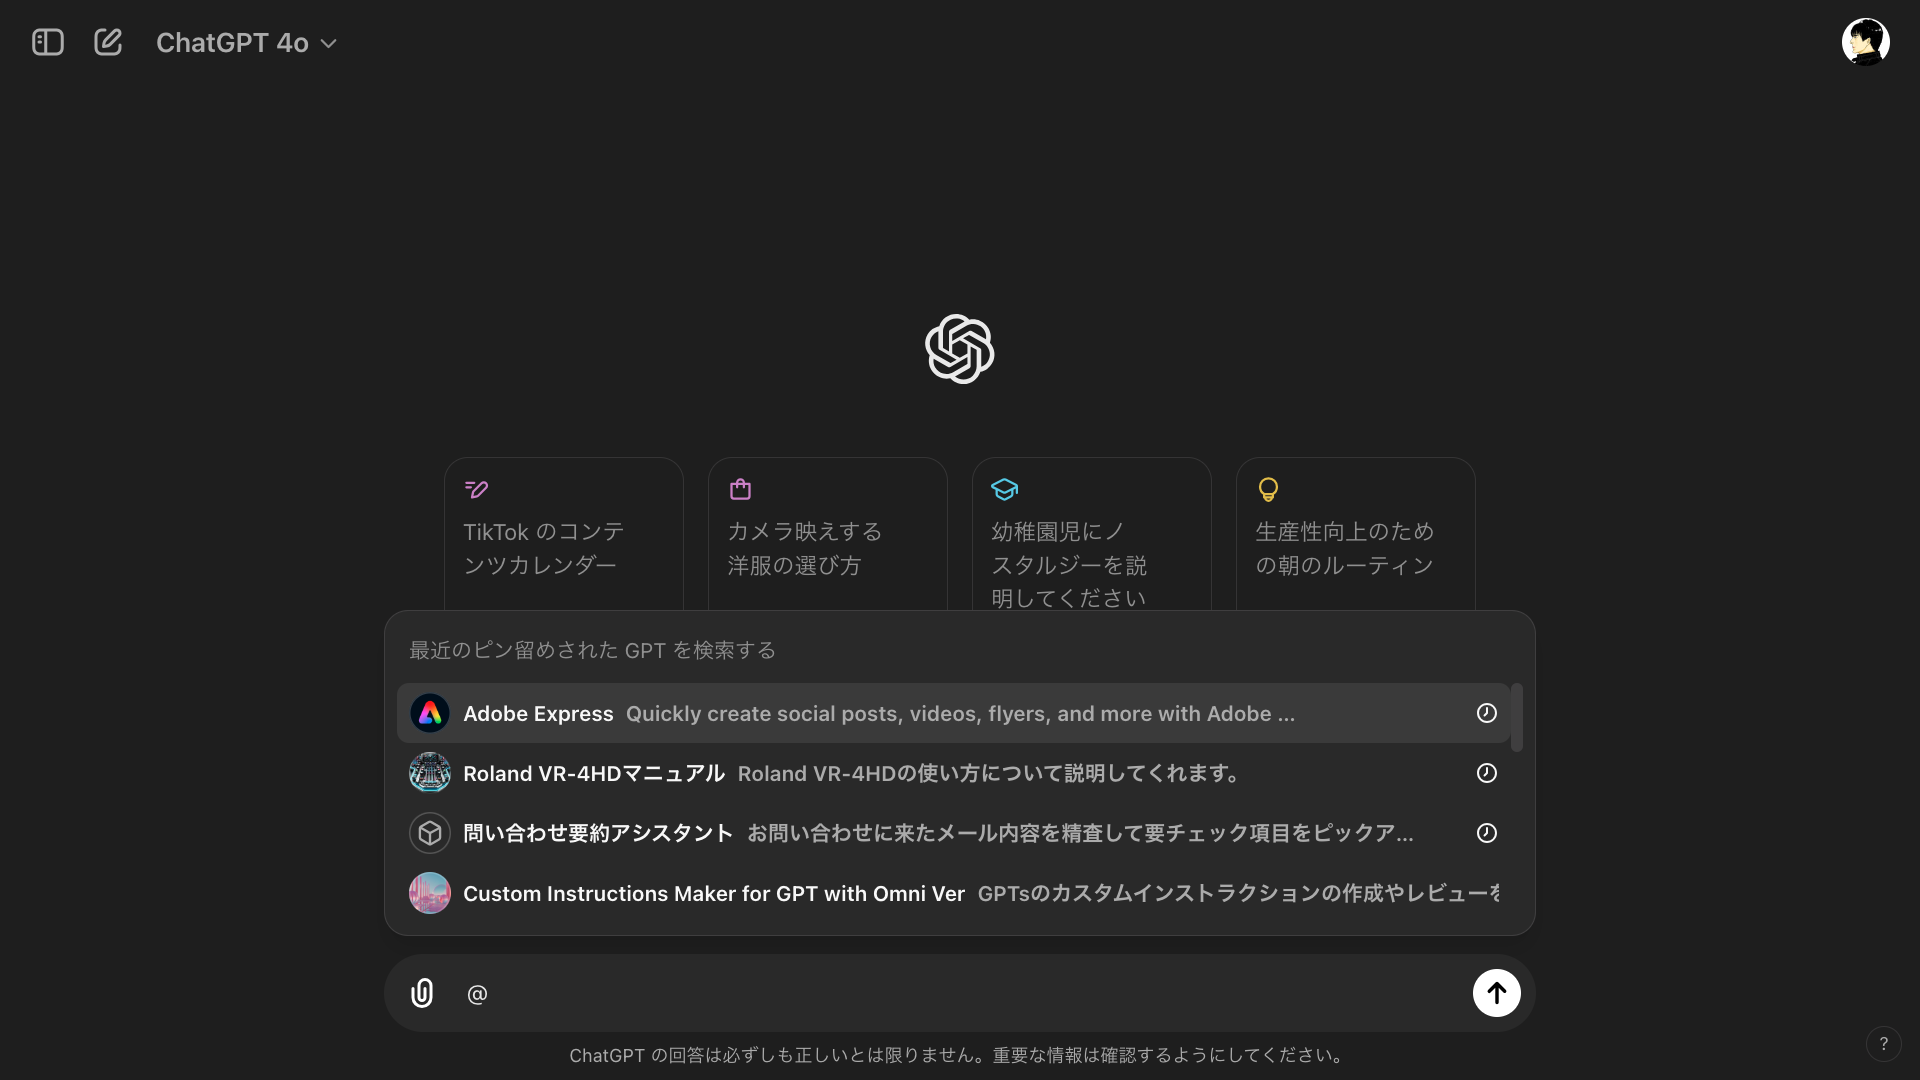 ChatGPT 4o
TikTok のコンテ
ンツカレンダー
カメラ映えする
洋服の選び方
幼稚園児にノ
スタルジーを説
明してください
生産性向上のため
の朝のルーティン
最近のピン留めされた GPT を検索する
Adobe Express Quickly create social posts, videos, flyers, and more with Adobe ...
Roland VR-4HDマニュアル Roland VR-4HDの使い方について説明してくれます。
問い合わせ要約アシスタント お問い合わせに来たメール内容を精査して要チェック項目をピックア...
Custom Instructions Maker for GPT with Omni Ver GPTsのカスタムインストラクションの作成やレビューを
@
ChatGPT の回答は必ずしも正しいとは限りません。重要な情報は確認するようにしてください。
?